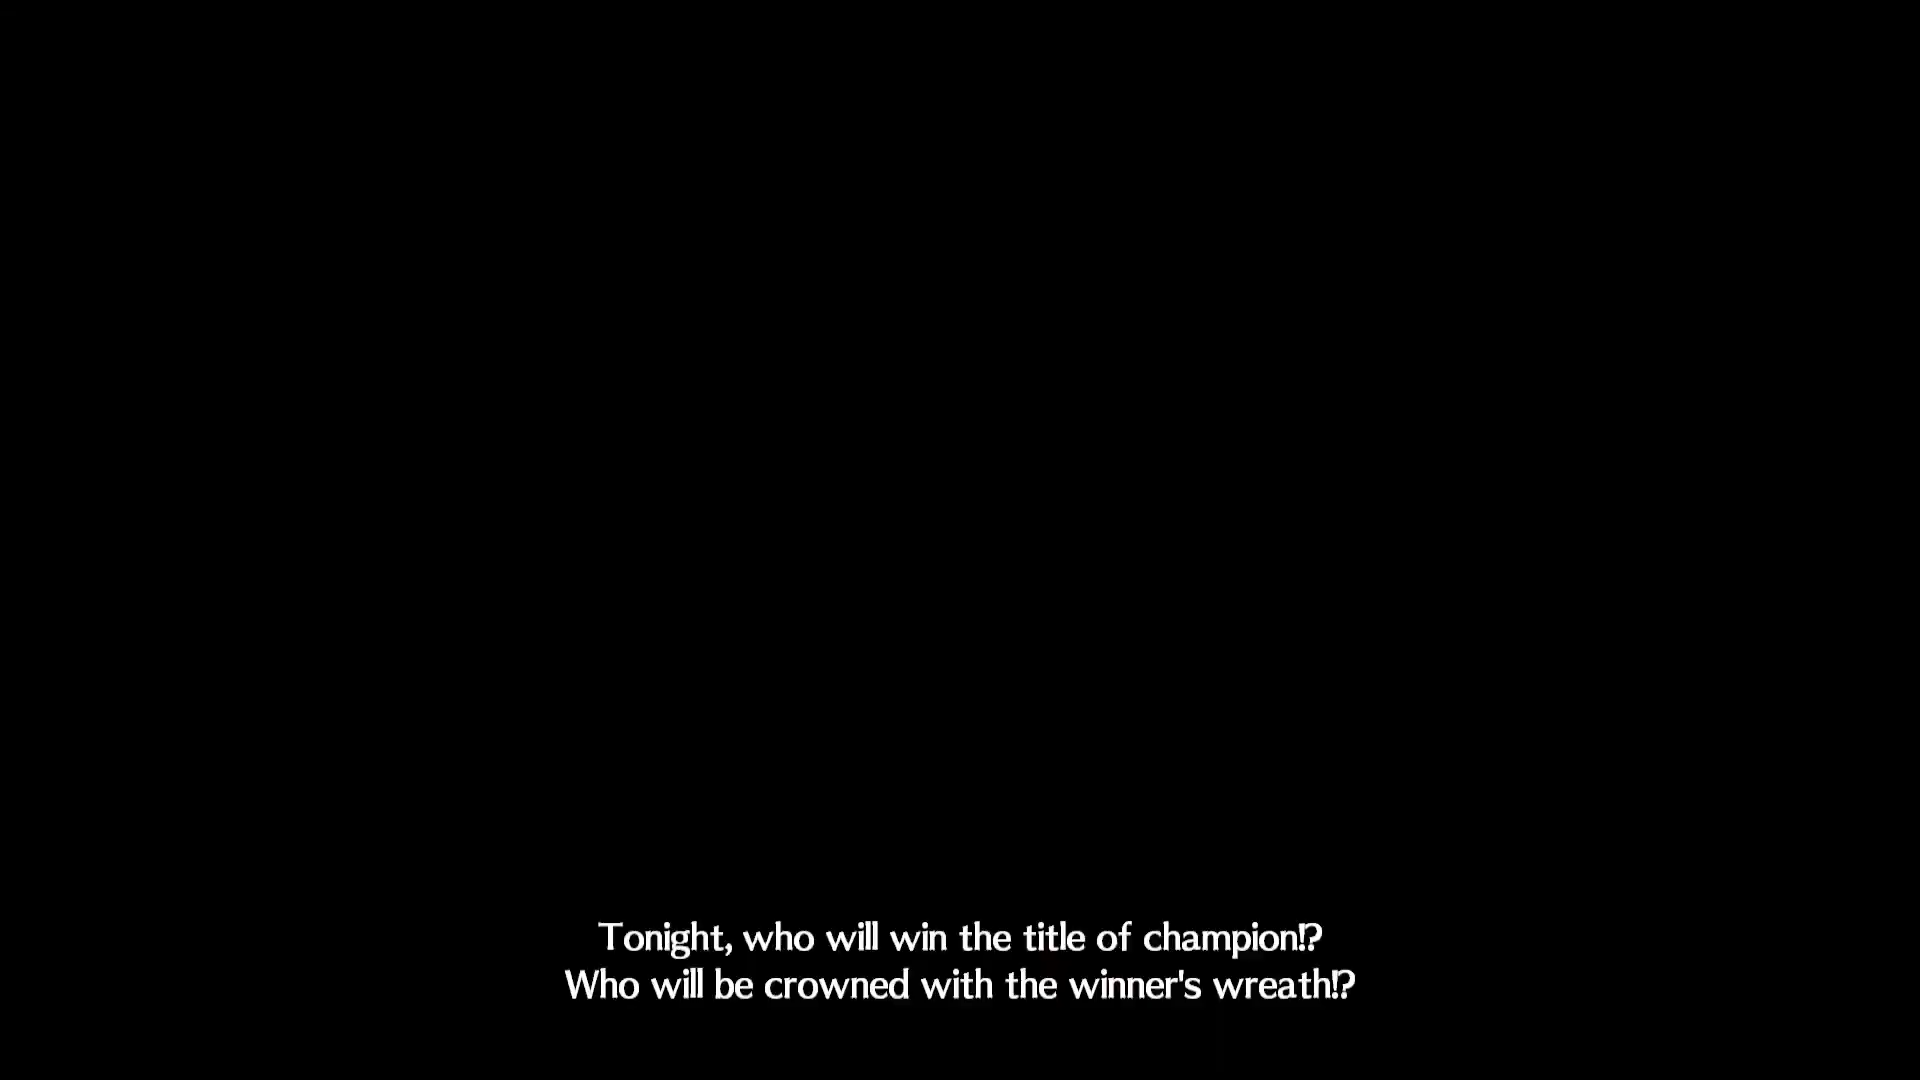 Tonight, who will win the title of champion!?
Who will be crowned with the winner's wreath!?